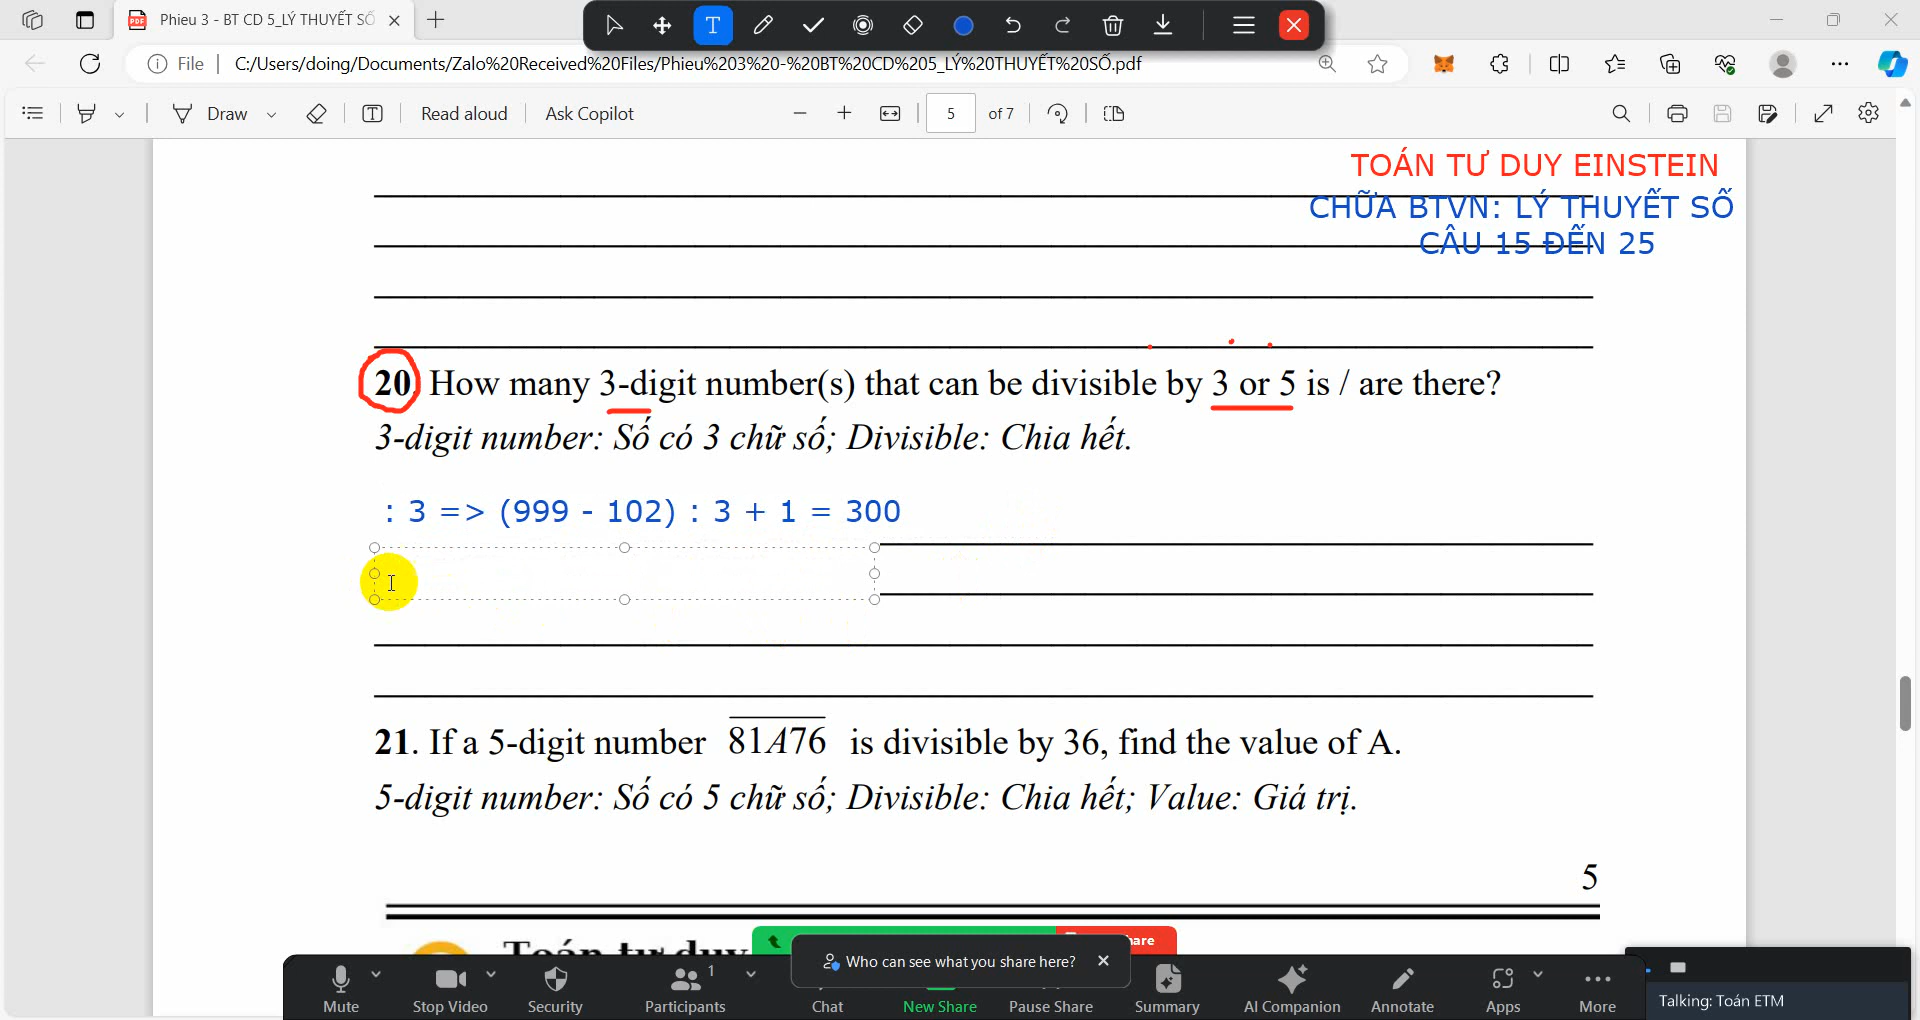 Phieu 3 - BT CD 5_LÝ THUYẾT SỐ
T
File
C:/Users/doing/Documents/Zalo%20Received%20Files/Phieu%203%20-%20BT%20CD%205_LÝ%20THUYẾT%20SỐ.pdf
Draw
Read aloud
Ask Copilot
5
of 7
TOÁN TƯ DUY EINSTEIN
CHỮA BTVN: LÝ THUYẾT SỐ
CÂU 15 ĐẾN 25
20 How many 3-digit number(s) that can be divisible by 3 or 5 is / are there?
3-digit number: Số có 3 chữ số; Divisible: Chia hết.
: 3 => (999 - 102) : 3 + 1 = 300
21. If a 5-digit number 81A76 is divisible by 36, find the value of A.
5-digit number: Số có 5 chữ số; Divisible: Chia hết; Value: Giá trị.
5
Toán tư duy
Who can see what you share here?
Mute
Stop Video
Security
Participants
1
Chat
New Share
Pause Share
Summary
AI Companion
Annotate
Apps
More
Talking: Toán ETM